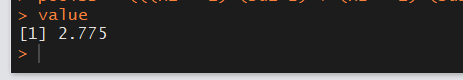 > value
[1] 2.775
>